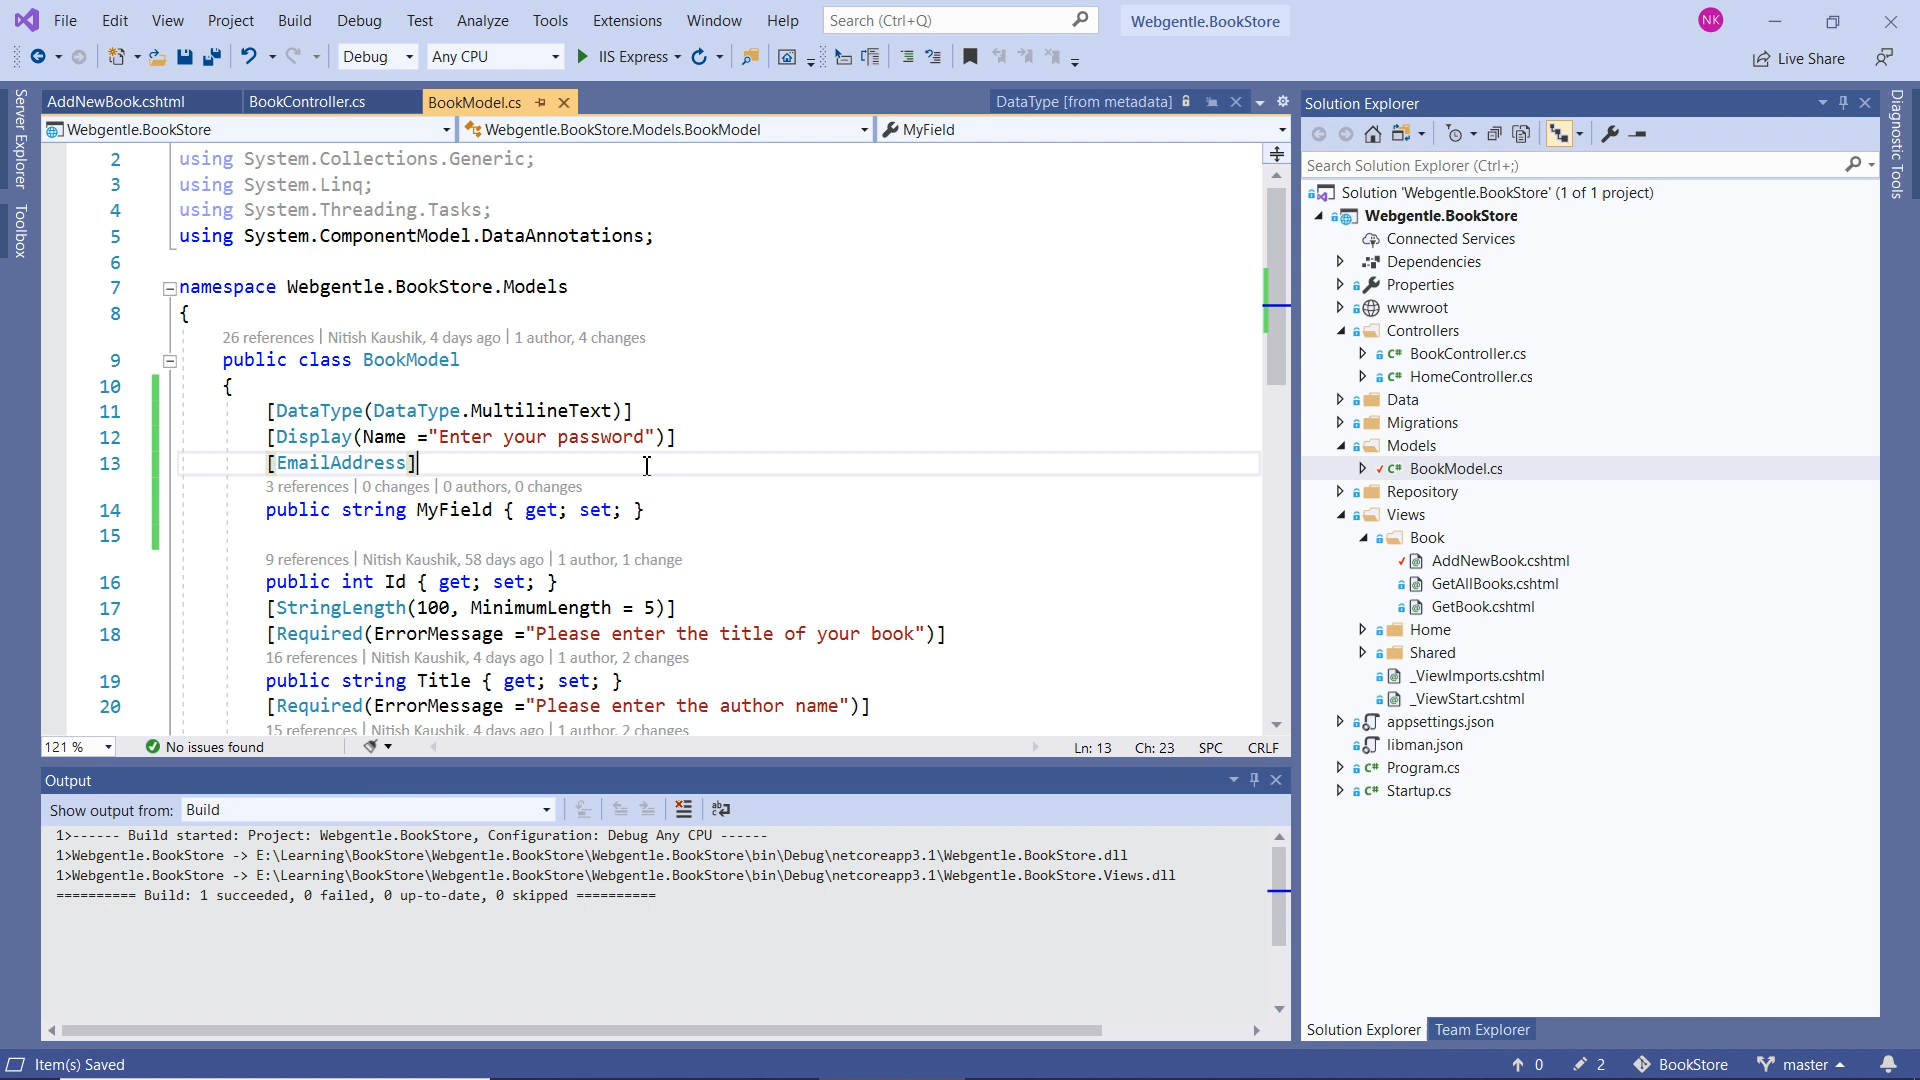 File Edit View Project Build Debug Test Analyze Tools Extensions Window Help Search (Ctrl+Q) Webgentle.BookStore NK
Debug Any CPU IIS Express Live Share
Server Explorer
Toolbox
AddNewBook.cshtml BookController.cs BookModel.cs DataType [from metadata]
Webgentle.BookStore Webgentle.BookStore.Models.BookModel MyField
2 using System.Collections.Generic;
3 using System.Linq;
4 using System.Threading.Tasks;
5 using System.ComponentModel.DataAnnotations;
6
7 namespace Webgentle.BookStore.Models
8 {
26 references | Nitish Kaushik, 4 days ago | 1 author, 4 changes
9 public class BookModel
10 {
11 [DataType(DataType.MultilineText)]
12 [Display(Name ="Enter your password")]
13 [EmailAddress]
3 references | 0 changes | 0 authors, 0 changes
14 public string MyField { get; set; }
15
9 references | Nitish Kaushik, 58 days ago | 1 author, 1 change
16 public int Id { get; set; }
17 [StringLength(100, MinimumLength = 5)]
18 [Required(ErrorMessage ="Please enter the title of your book")]
16 references | Nitish Kaushik, 4 days ago | 1 author, 2 changes
19 public string Title { get; set; }
20 [Required(ErrorMessage ="Please enter the author name")]
15 references | Nitish Kaushik, 4 days ago | 1 author, 2 changes
121 % No issues found Ln: 13 Ch: 23 SPC CRLF
Output
Show output from: Build
1>------ Build started: Project: Webgentle.BookStore, Configuration: Debug Any CPU ------
1>Webgentle.BookStore -> E:\Learning\BookStore\Webgentle.BookStore\Webgentle.BookStore\bin\Debug\netcoreapp3.1\Webgentle.BookStore.dll
1>Webgentle.BookStore -> E:\Learning\BookStore\Webgentle.BookStore\Webgentle.BookStore\bin\Debug\netcoreapp3.1\Webgentle.BookStore.Views.dll
========== Build: 1 succeeded, 0 failed, 0 up-to-date, 0 skipped ==========
Solution Explorer
Search Solution Explorer (Ctrl+;)
Solution 'Webgentle.BookStore' (1 of 1 project)
Webgentle.BookStore
Connected Services
Dependencies
Properties
wwwroot
Controllers
C# BookController.cs
C# HomeController.cs
Data
Migrations
Models
C# BookModel.cs
Repository
Views
Book
AddNewBook.cshtml
GetAllBooks.cshtml
GetBook.cshtml
Home
Shared
_ViewImports.cshtml
_ViewStart.cshtml
appsettings.json
libman.json
C# Program.cs
C# Startup.cs
Solution Explorer Team Explorer
Diagnostic Tools
Item(s) Saved 0 2 BookStore master